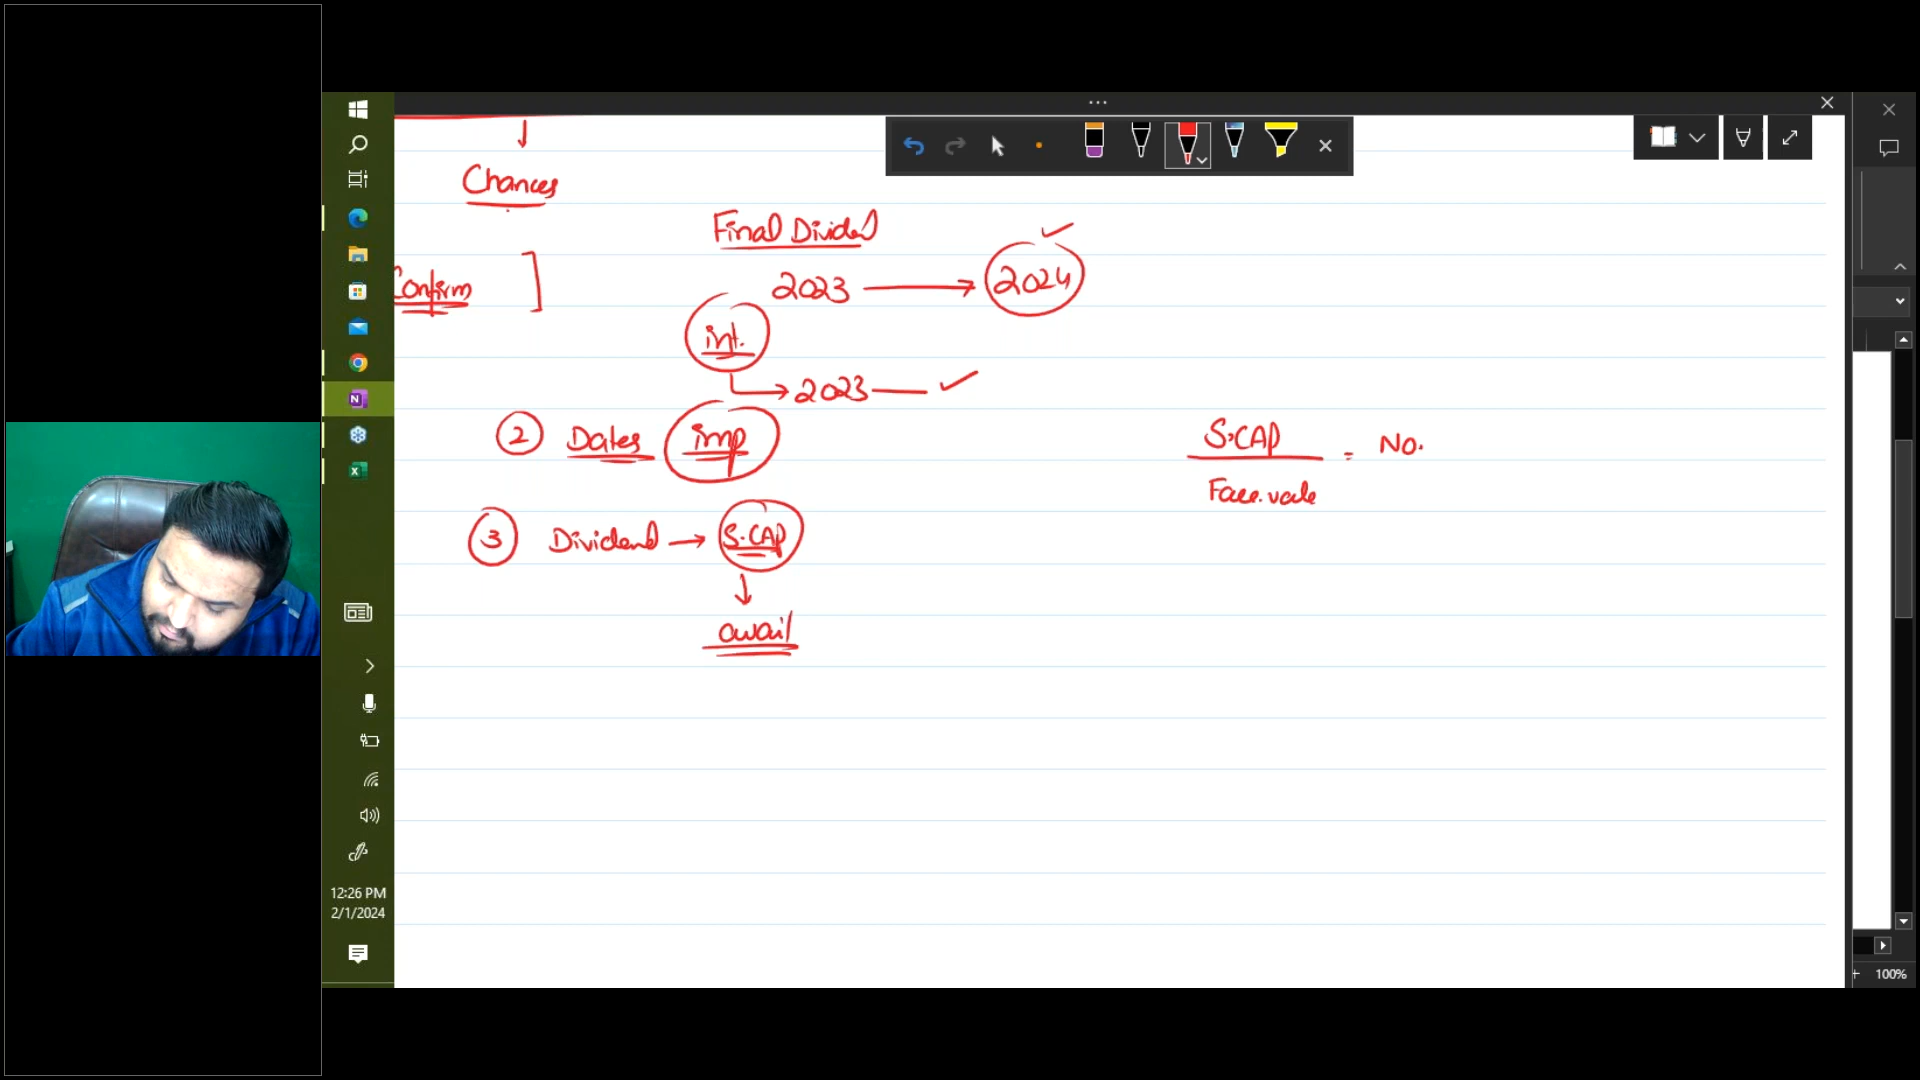 Chances
Final Dividend
Confirm ]
2023 → 2024 ✓
int.
→ 2023 — ✓
② Dates imp
S.CAP
Face.vale
= No.
③ Dividend → S.CAP
↓
avail
12:26 PM
2/1/2024
100%